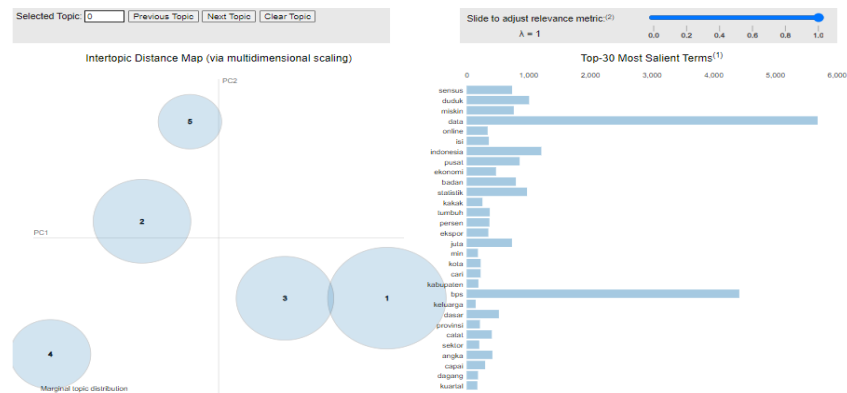 Selected Topic: 0 Previous Topic Next Topic Clear Topic
Slide to adjust relevance metric:(2)
λ = 1
0.0 0.2 0.4 0.6 0.8 1.0
Intertopic Distance Map (via multidimensional scaling)
PC2
PC1
5
2
3
1
4
Marginal topic distribution
Top-30 Most Salient Terms(1)
0 1,000 2,000 3,000 4,000 5,000 6,000
sensus
duduk
miskin
data
online
isi
indonesia
pusat
ekonomi
badan
statistik
kakak
tumbuh
persen
ekspor
juta
min
kota
cari
kabupaten
bps
keluarga
dasar
provinsi
catat
sektor
angka
capai
dagang
kuartal